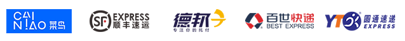 CAI
NIAO 菜鸟
SF EXPRESS
顺丰速运
德邦
百世快递
BEST EXPRESS
YTO 圆通速递
EXPRESS